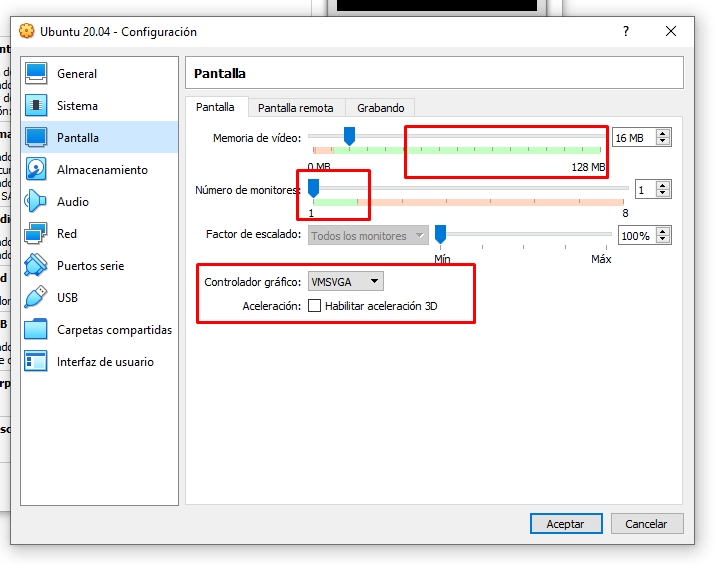 Ubuntu 20.04 - Configuración
?
General
Sistema
Pantalla
Almacenamiento
Audio
Red
Puertos serie
USB
Carpetas compartidas
Interfaz de usuario
Pantalla
Pantalla Pantalla remota Grabando
Memoria de vídeo: 16 MB
0 MB 128 MB
Número de monitores: 1
1 8
Factor de escalado: Todos los monitores 100%
Mín Máx
Controlador gráfico: VMSVGA
Aceleración: Habilitar aceleración 3D
Aceptar Cancelar